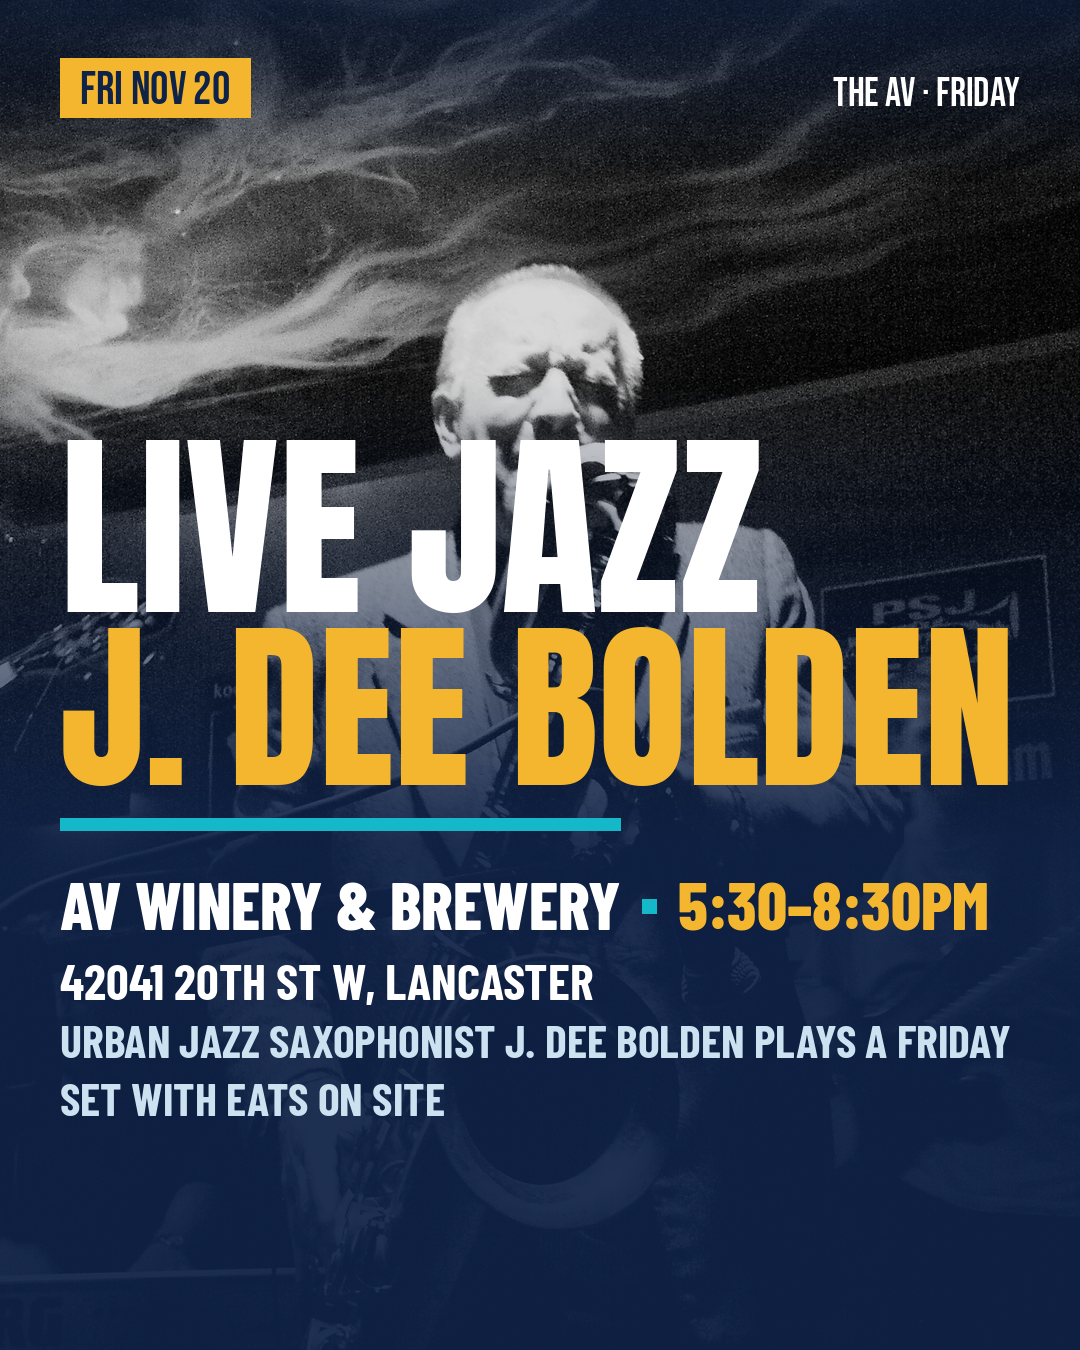 FRI NOV 20
THE AV · FRIDAY
LIVE JAZZ
PSJ
J. DEE BOLDEN
AV WINERY & BREWERY ▪ 5:30–8:30PM
42041 20TH ST W, LANCASTER
URBAN JAZZ SAXOPHONIST J. DEE BOLDEN PLAYS A FRIDAY
SET WITH EATS ON SITE